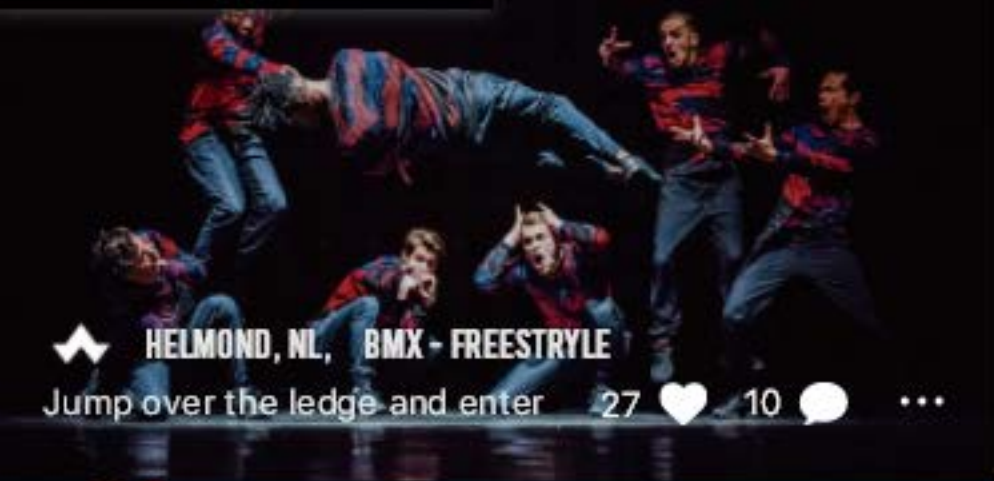 HELMOND, NL, BMX - FREESTRYLE
Jump over the ledge and enter 27 10 ...